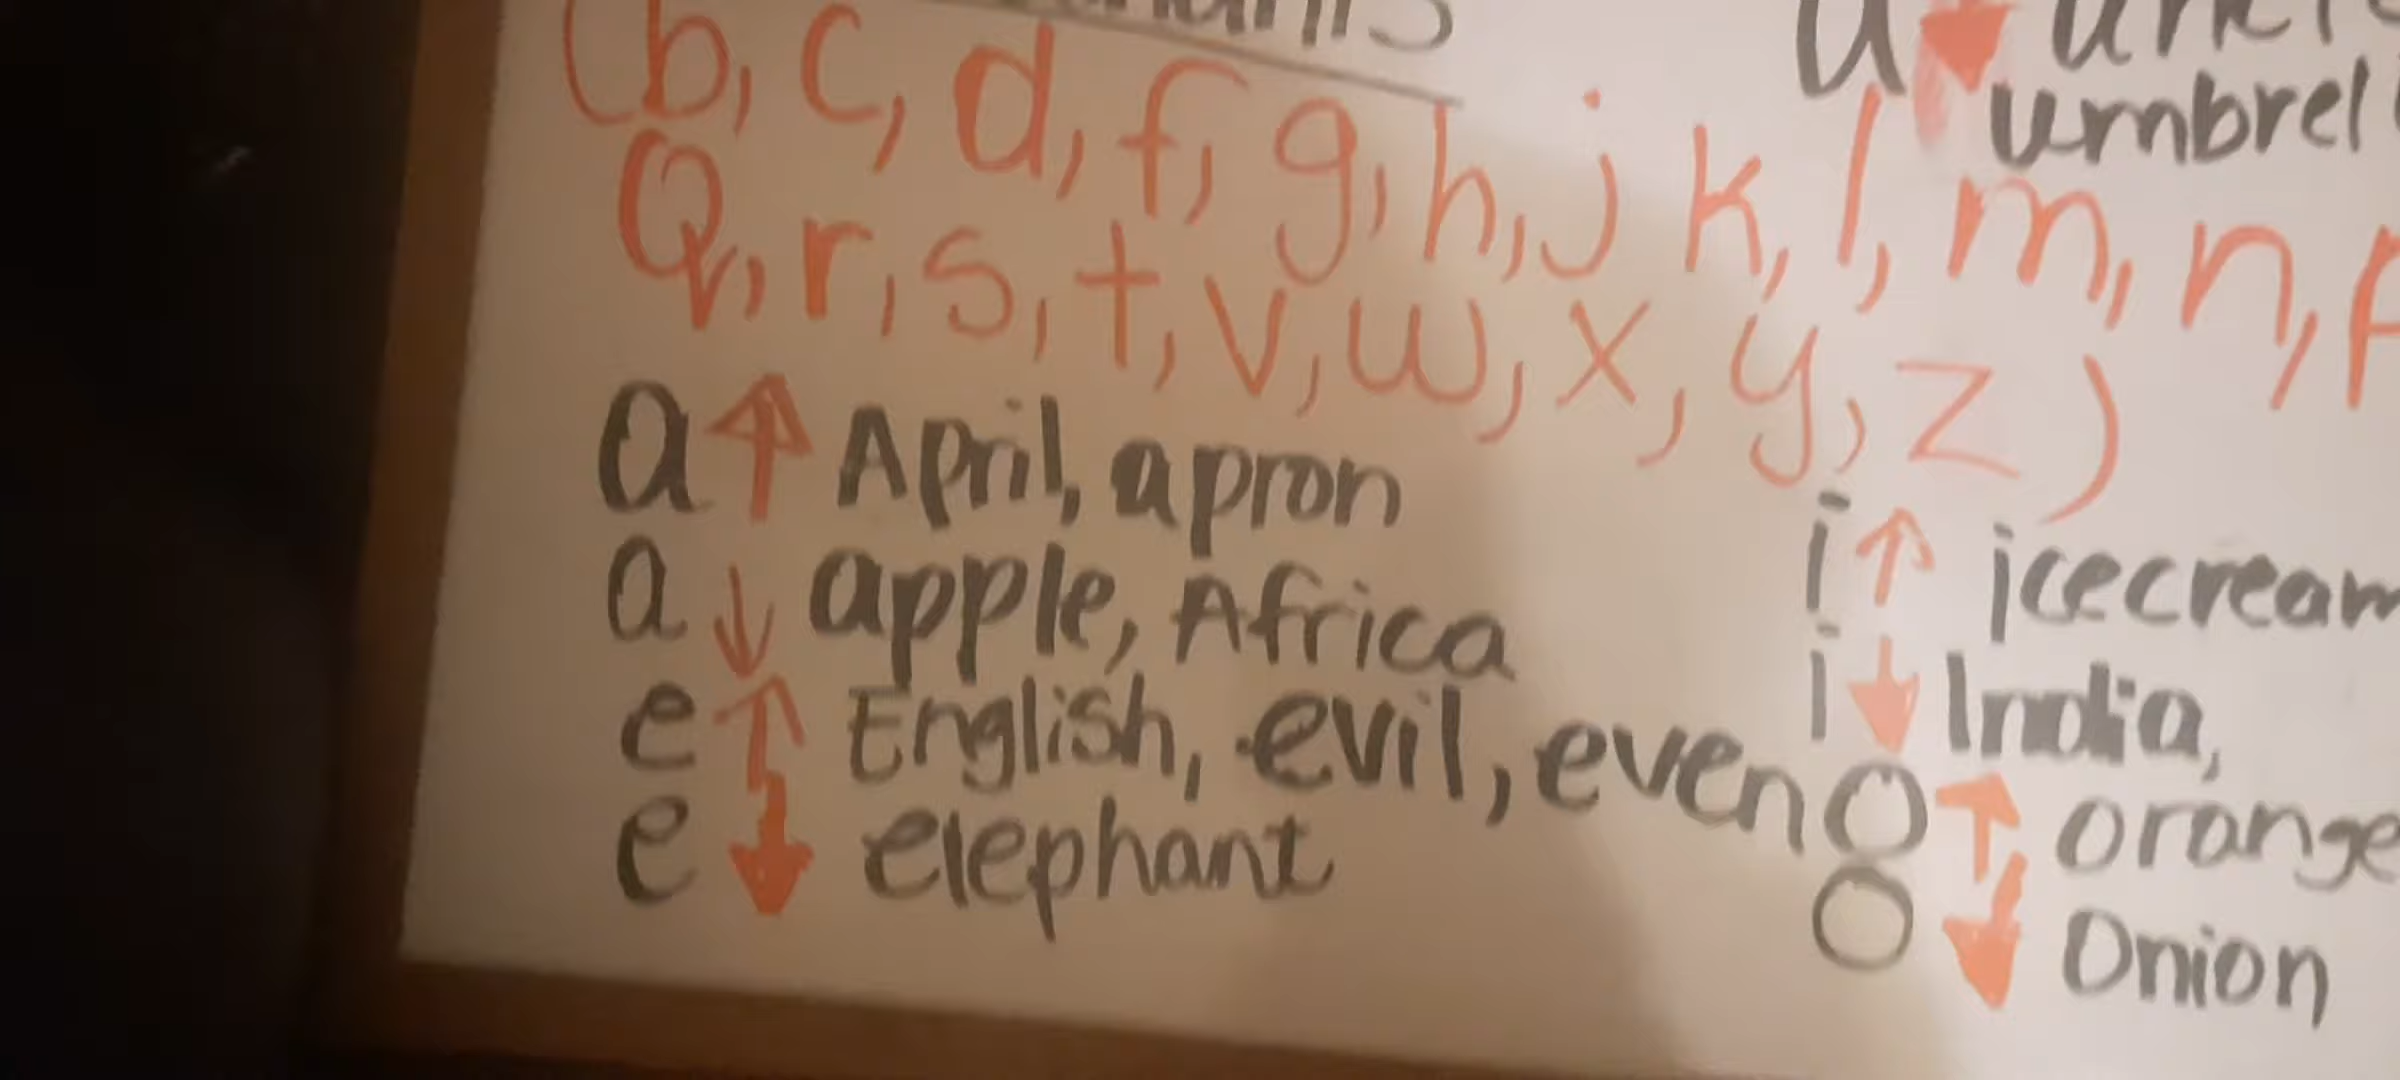 (b, c, d, f, g, h, j k, l, m, n,
Q, r, s, t, v, w, x, y, z)
a ↑ April, apron
a ↓ apple, Africa
e ↑ English, evil, even
e ↓ elephant
u ↓
umbrel
i ↑ icecream
i ↓ India,
o ↑ orange
o ↓ Onion